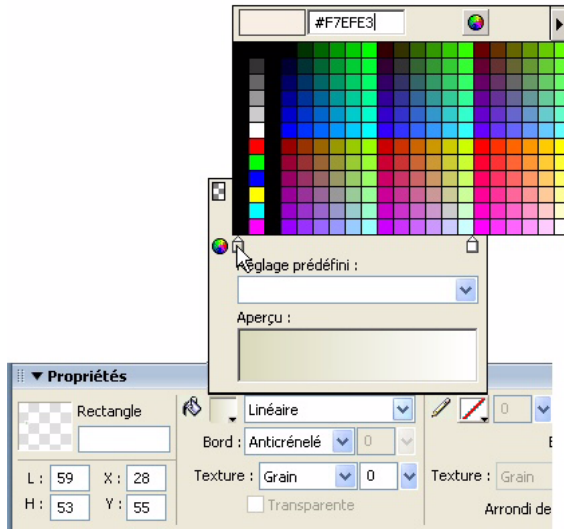 #F7EFE3
Réglage prédéfini :
Aperçu :
Propriétés
Rectangle
Linéaire
0
Bord : Anticrénelé 0
L : 59 X : 28
Texture : Grain 0
Texture : Grain
H : 53 Y : 55
Transparente
Arrondi de